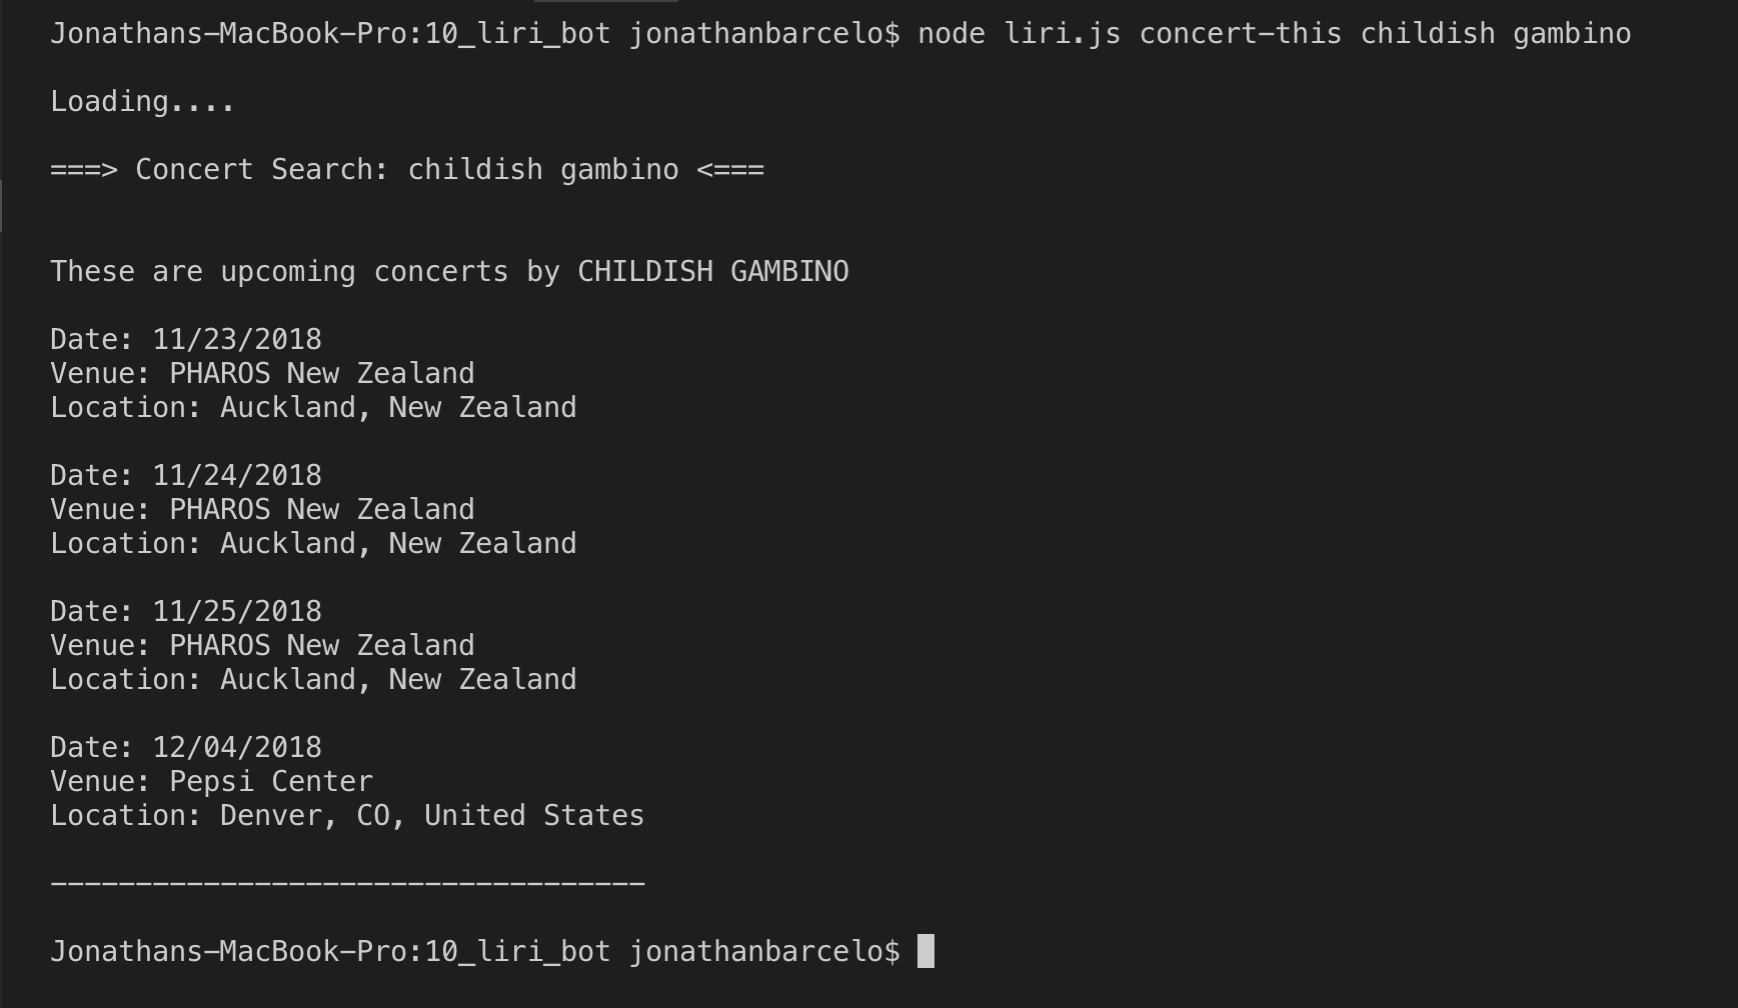 Jonathans-MacBook-Pro:10_liri_bot jonathanbarcelo$ node liri.js concert-this childish gambino
Loading....
===> Concert Search: childish gambino <===
These are upcoming concerts by CHILDISH GAMBINO
Date: 11/23/2018
Venue: PHAROS New Zealand
Location: Auckland, New Zealand
Date: 11/24/2018
Venue: PHAROS New Zealand
Location: Auckland, New Zealand
Date: 11/25/2018
Venue: PHAROS New Zealand
Location: Auckland, New Zealand
Date: 12/04/2018
Venue: Pepsi Center
Location: Denver, CO, United States
-----------------------------------
Jonathans-MacBook-Pro:10_liri_bot jonathanbarcelo$